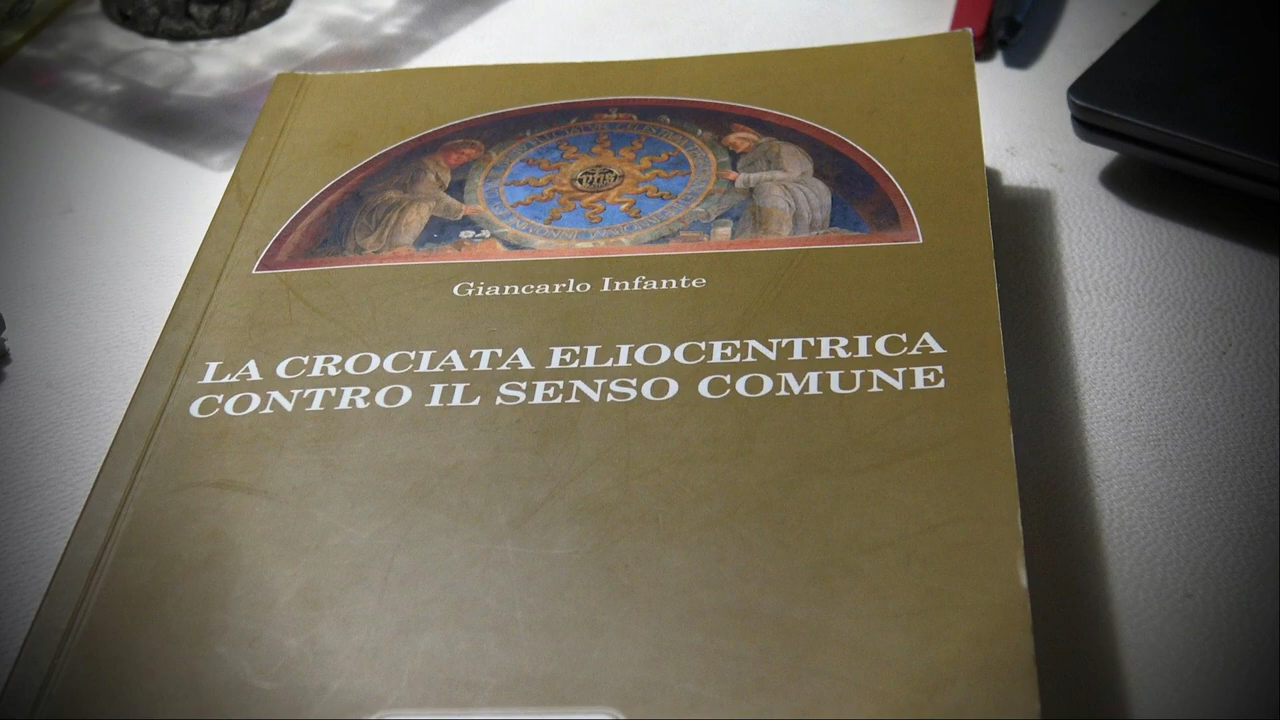 Giancarlo Infante
LA CROCIATA ELIOCENTRICA
CONTRO IL SENSO COMUNE